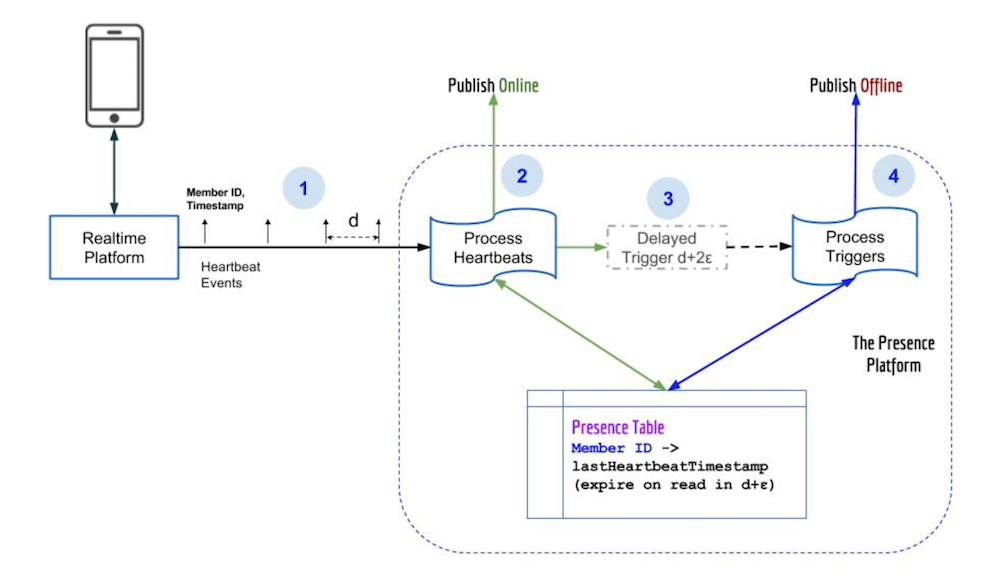 Publish Online
Publish Offline
1
2
3
4
Member ID,
Timestamp
d
Realtime
Platform
Heartbeat
Events
Process
Heartbeats
Delayed
Trigger d+2ε
Process
Triggers
The Presence
Platform
Presence Table
Member ID ->
lastHeartbeatTimestamp
(expire on read in d+ε)